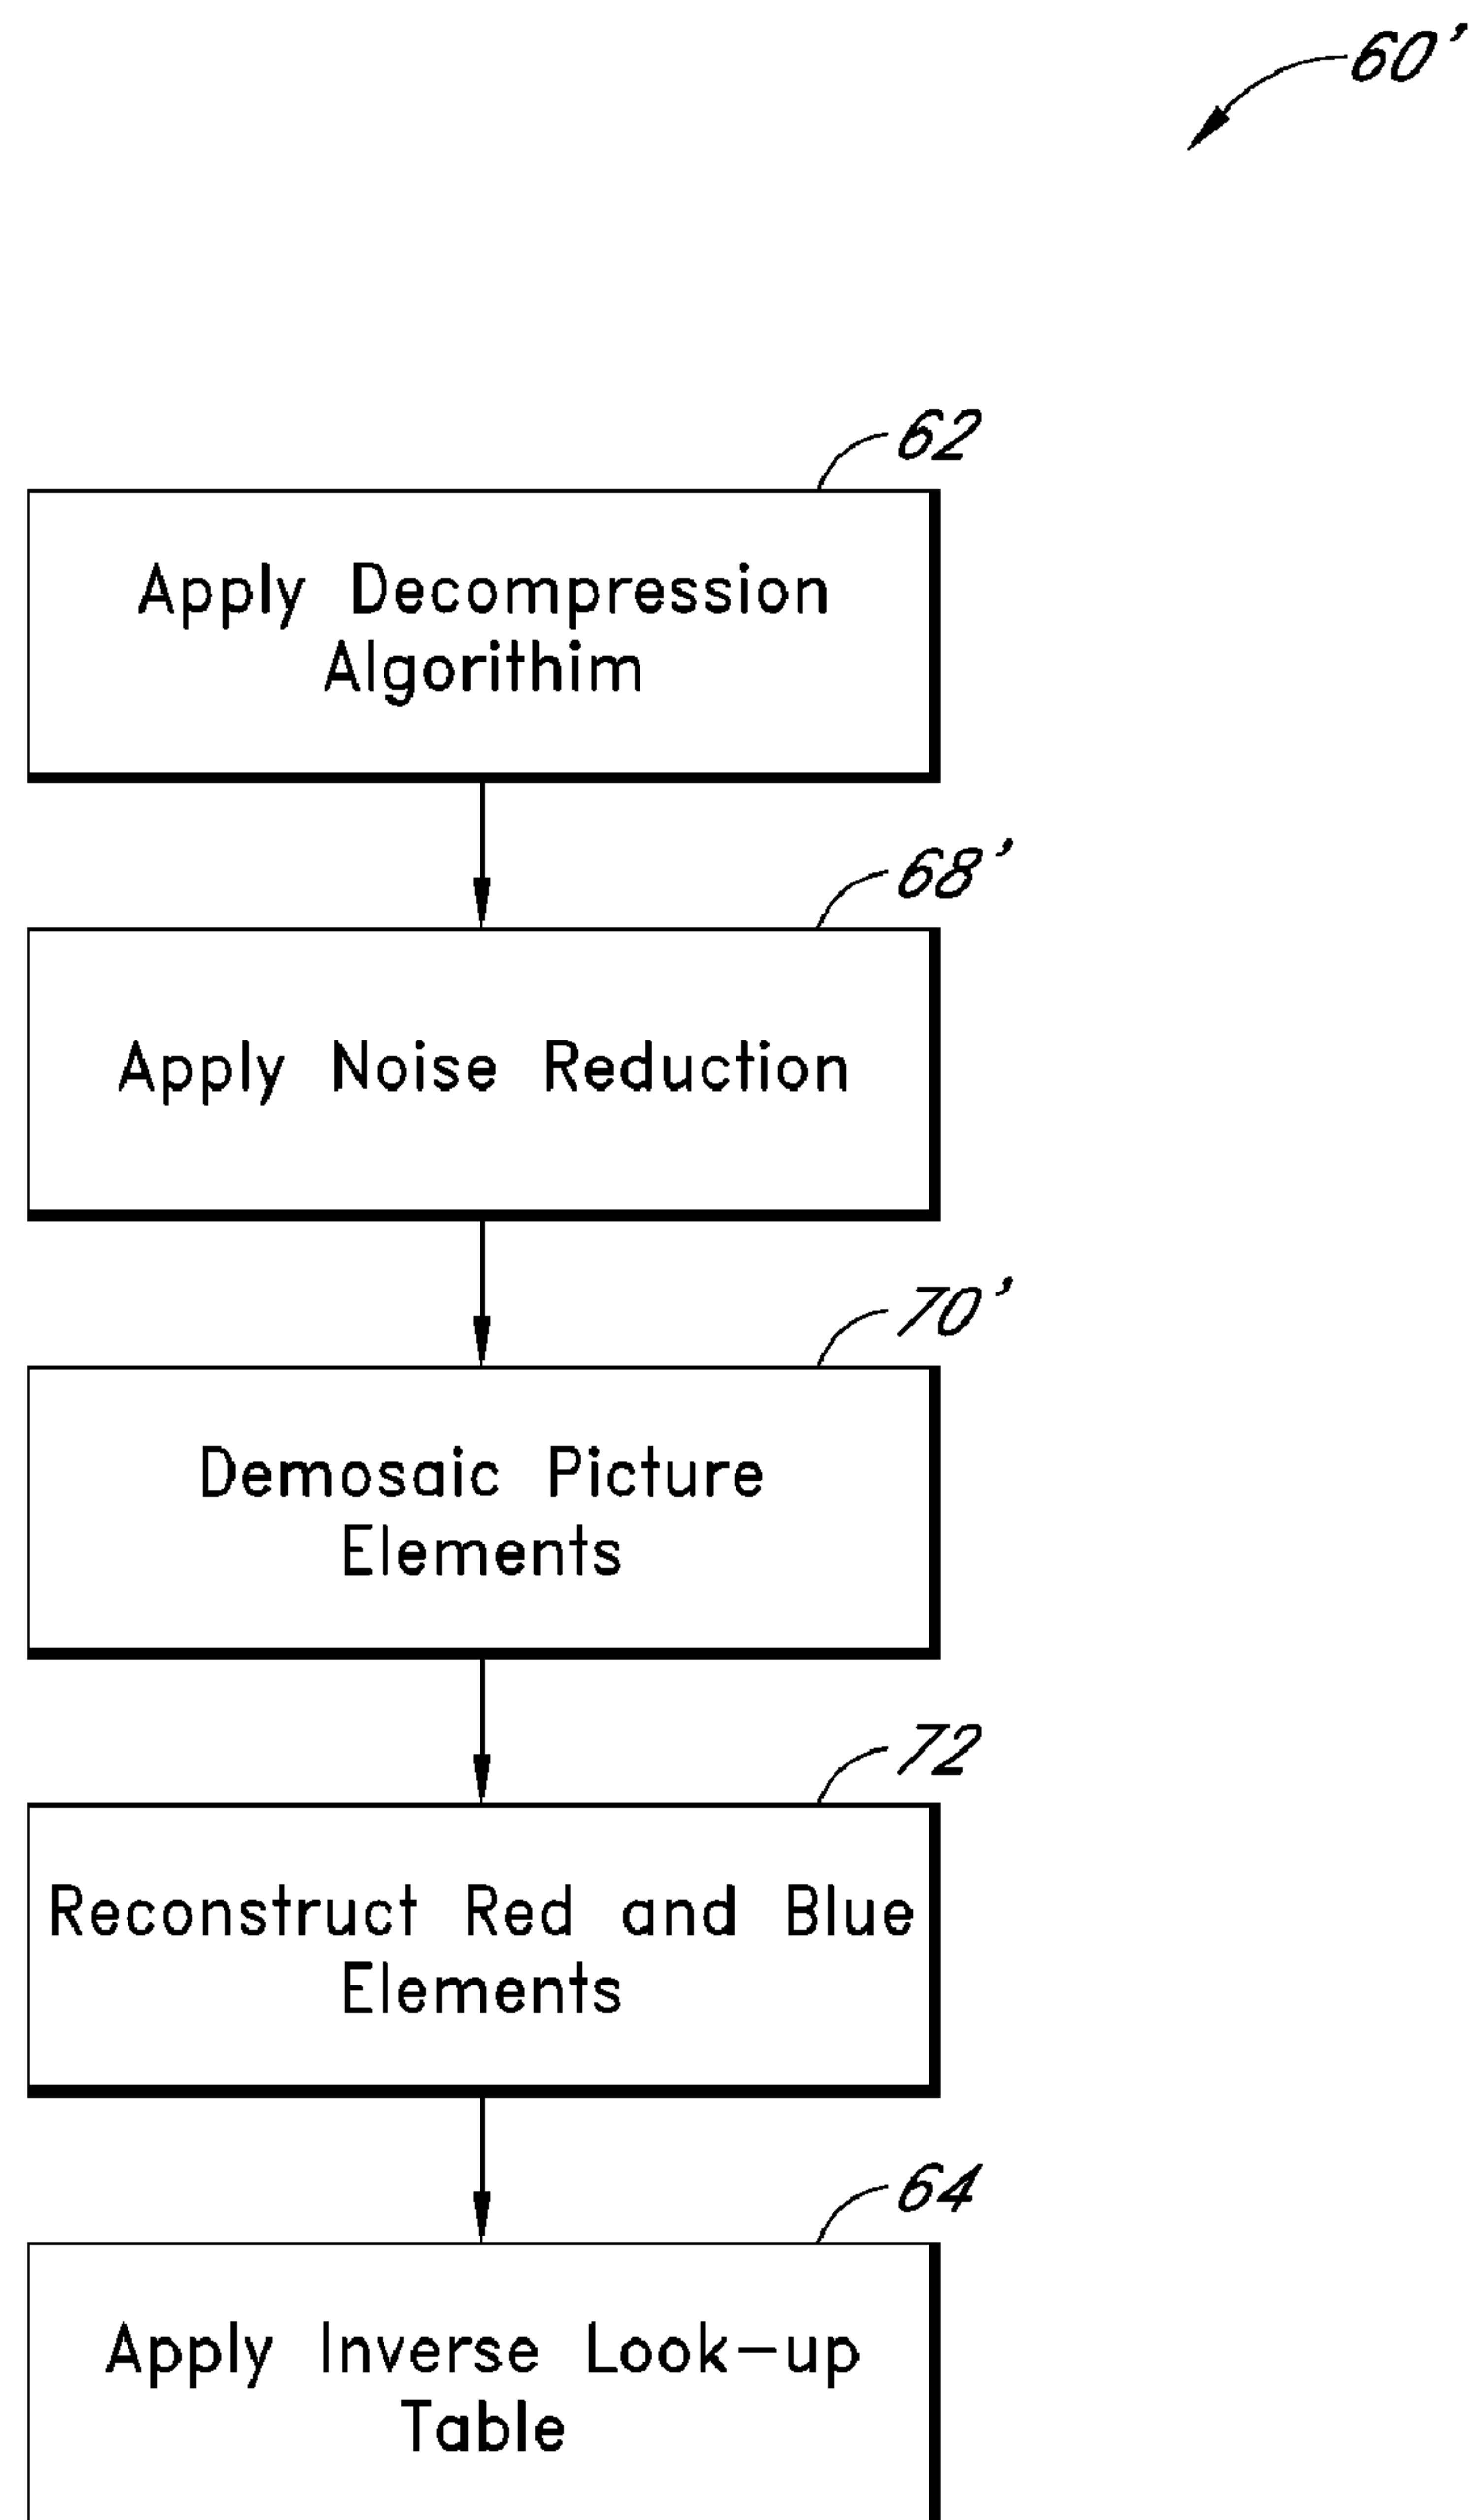 60'
62
Apply Decompression
Algorithim
68'
Apply Noise Reduction
70'
Demosaic Picture
Elements
72
Reconstruct Red and Blue
Elements
64
Apply Inverse Look-up
Table